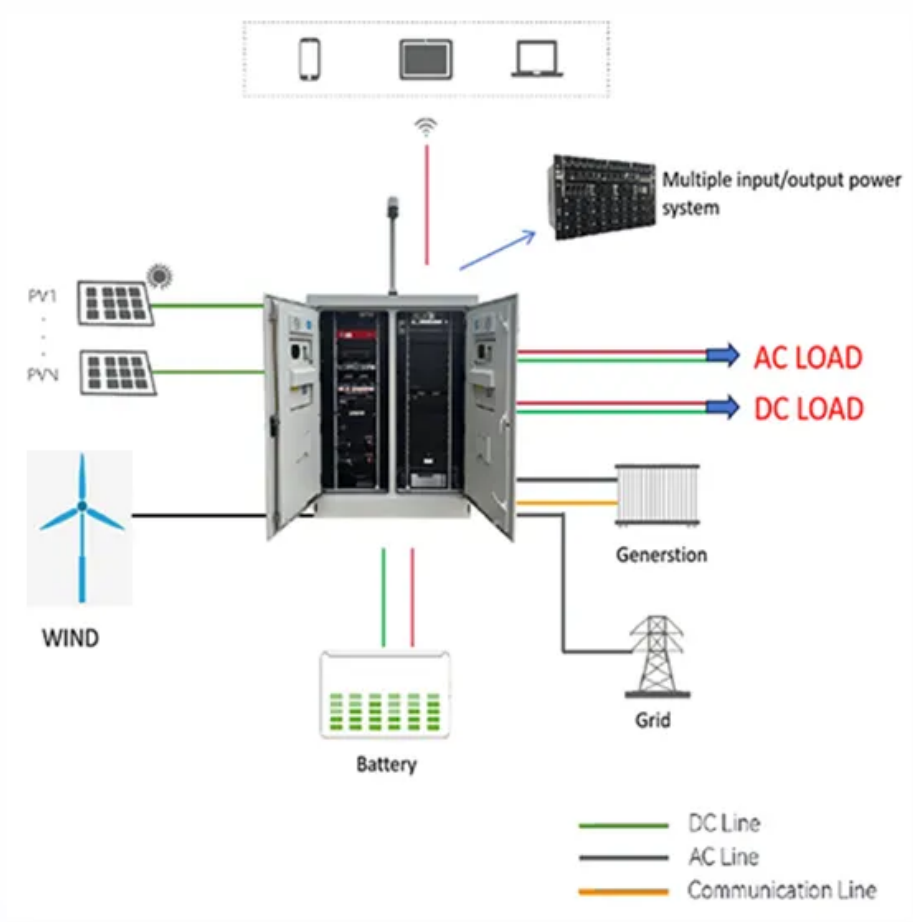 Multiple input/output power
system
PV1
PVN
AC LOAD
DC LOAD
Generstion
WIND
Grid
Battery
DC Line
AC Line
Communication Line